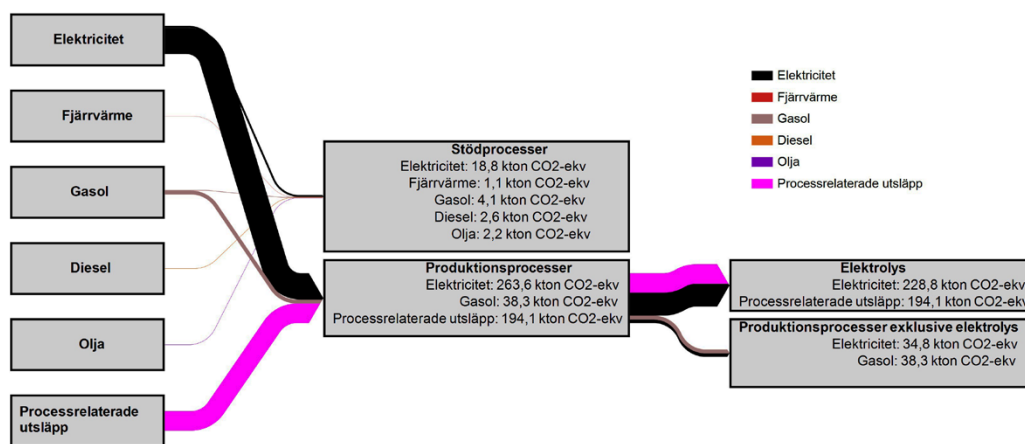 Elektricitet
Fjärrvärme
Gasol
Diesel
Olja
Processrelaterade
utsläpp
Stödprocesser
Elektricitet: 18,8 kton CO2-ekv
Fjärrvärme: 1,1 kton CO2-ekv
Gasol: 4,1 kton CO2-ekv
Diesel: 2,6 kton CO2-ekv
Olja: 2,2 kton CO2-ekv
Produktionsprocesser
Elektricitet: 263,6 kton CO2-ekv
Gasol: 38,3 kton CO2-ekv
Processrelaterade utsläpp: 194,1 kton CO2-ekv
Elektricitet
Fjärrvärme
Gasol
Diesel
Olja
Processrelaterade utsläpp
Elektrolys
Elektricitet: 228,8 kton CO2-ekv
Processrelaterade utsläpp: 194,1 kton CO2-ekv
Produktionsprocesser exklusive elektrolys
Elektricitet: 34,8 kton CO2-ekv
Gasol: 38,3 kton CO2-ekv